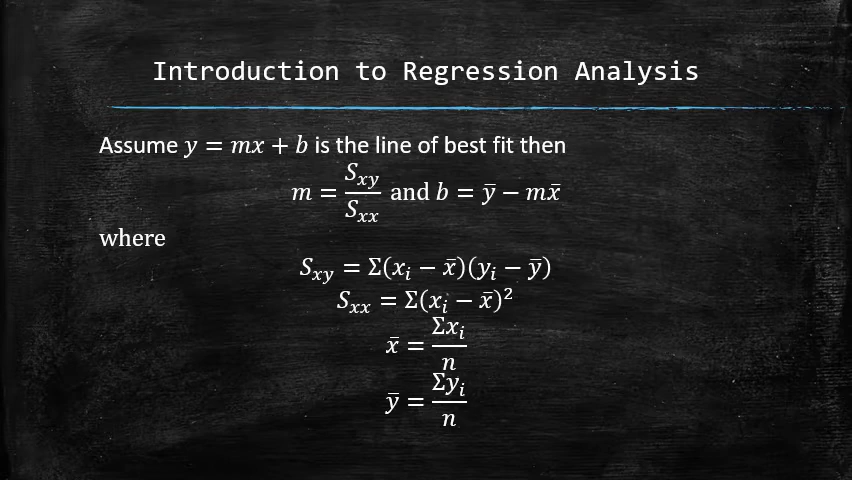 Introduction to Regression Analysis
Assume y = mx + b is the line of best fit then
m = S_xy / S_xx and b = ȳ − mx̄
where
S_xy = Σ(x_i − x̄)(y_i − ȳ)
S_xx = Σ(x_i − x̄)²
x̄ = Σx_i / n
ȳ = Σy_i / n